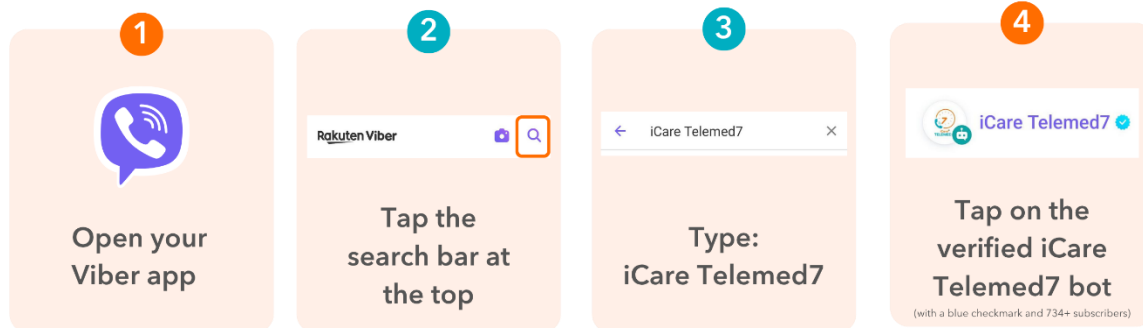 1
Open your
Viber app
2
Rakuten Viber
Tap the
search bar at
the top
3
iCare Telemed7
Type:
iCare Telemed7
4
iCare Telemed7
Tap on the
verified iCare
Telemed7 bot
(with a blue checkmark and 734+ subscribers)